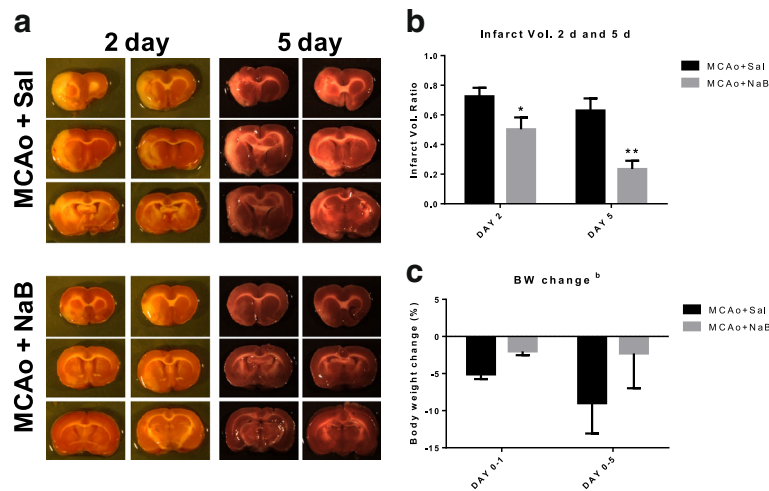 a
2 day
5 day
MCAo + Sal
MCAo + NaB
b
Infarct Vol. 2 d and 5 d
MCAo+Sal
MCAo+NaB
Infarct Vol. Ratio
1.0
0.8
0.6
0.4
0.2
0.0
*
**
DAY 2
DAY 5
c
BW change b
MCAo+Sal
MCAo+NaB
Body weight change (%)
5
0
-5
-10
-15
DAY 0-1
DAY 0-5